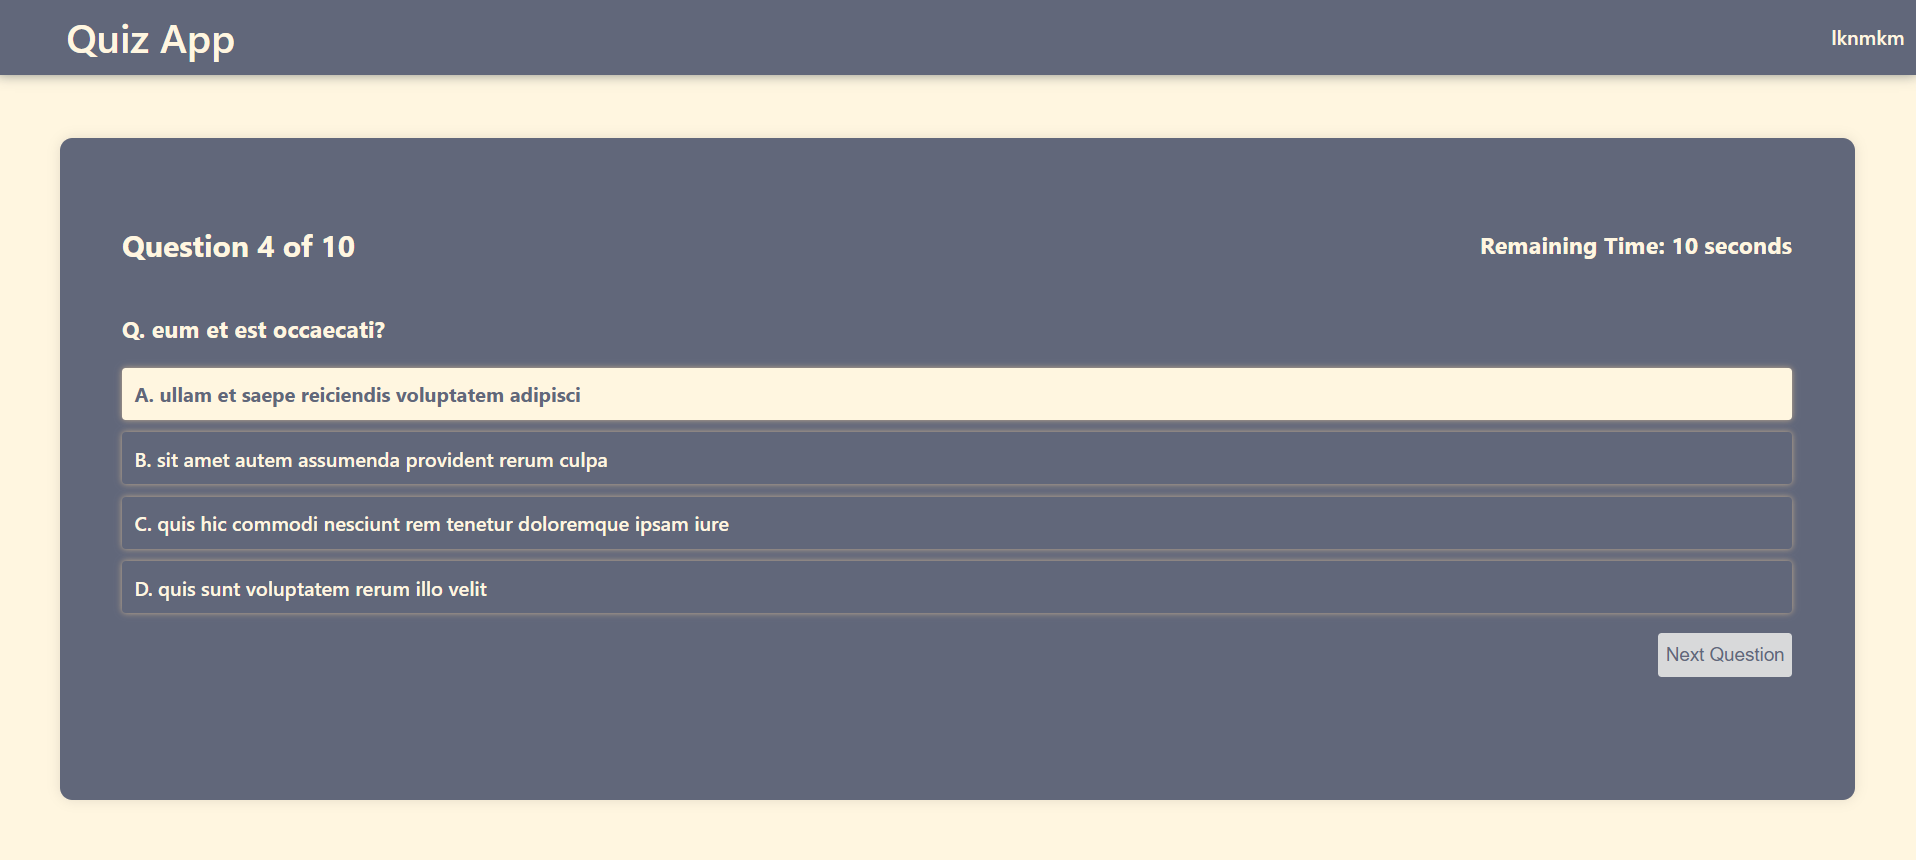 Quiz App
lknmkm
Question 4 of 10
Remaining Time: 10 seconds
Q. eum et est occaecati?
A. ullam et saepe reiciendis voluptatem adipisci
B. sit amet autem assumenda provident rerum culpa
C. quis hic commodi nesciunt rem tenetur doloremque ipsam iure
D. quis sunt voluptatem rerum illo velit
Next Question